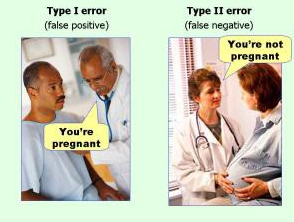 Type I error
(false positive)
You're
pregnant
Type II error
(false negative)
You're not
pregnant